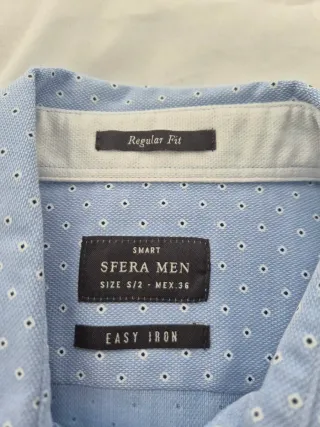 Regular Fit
SMART
SFERA MEN
SIZE S/2 - MEX.36
EASY IRON